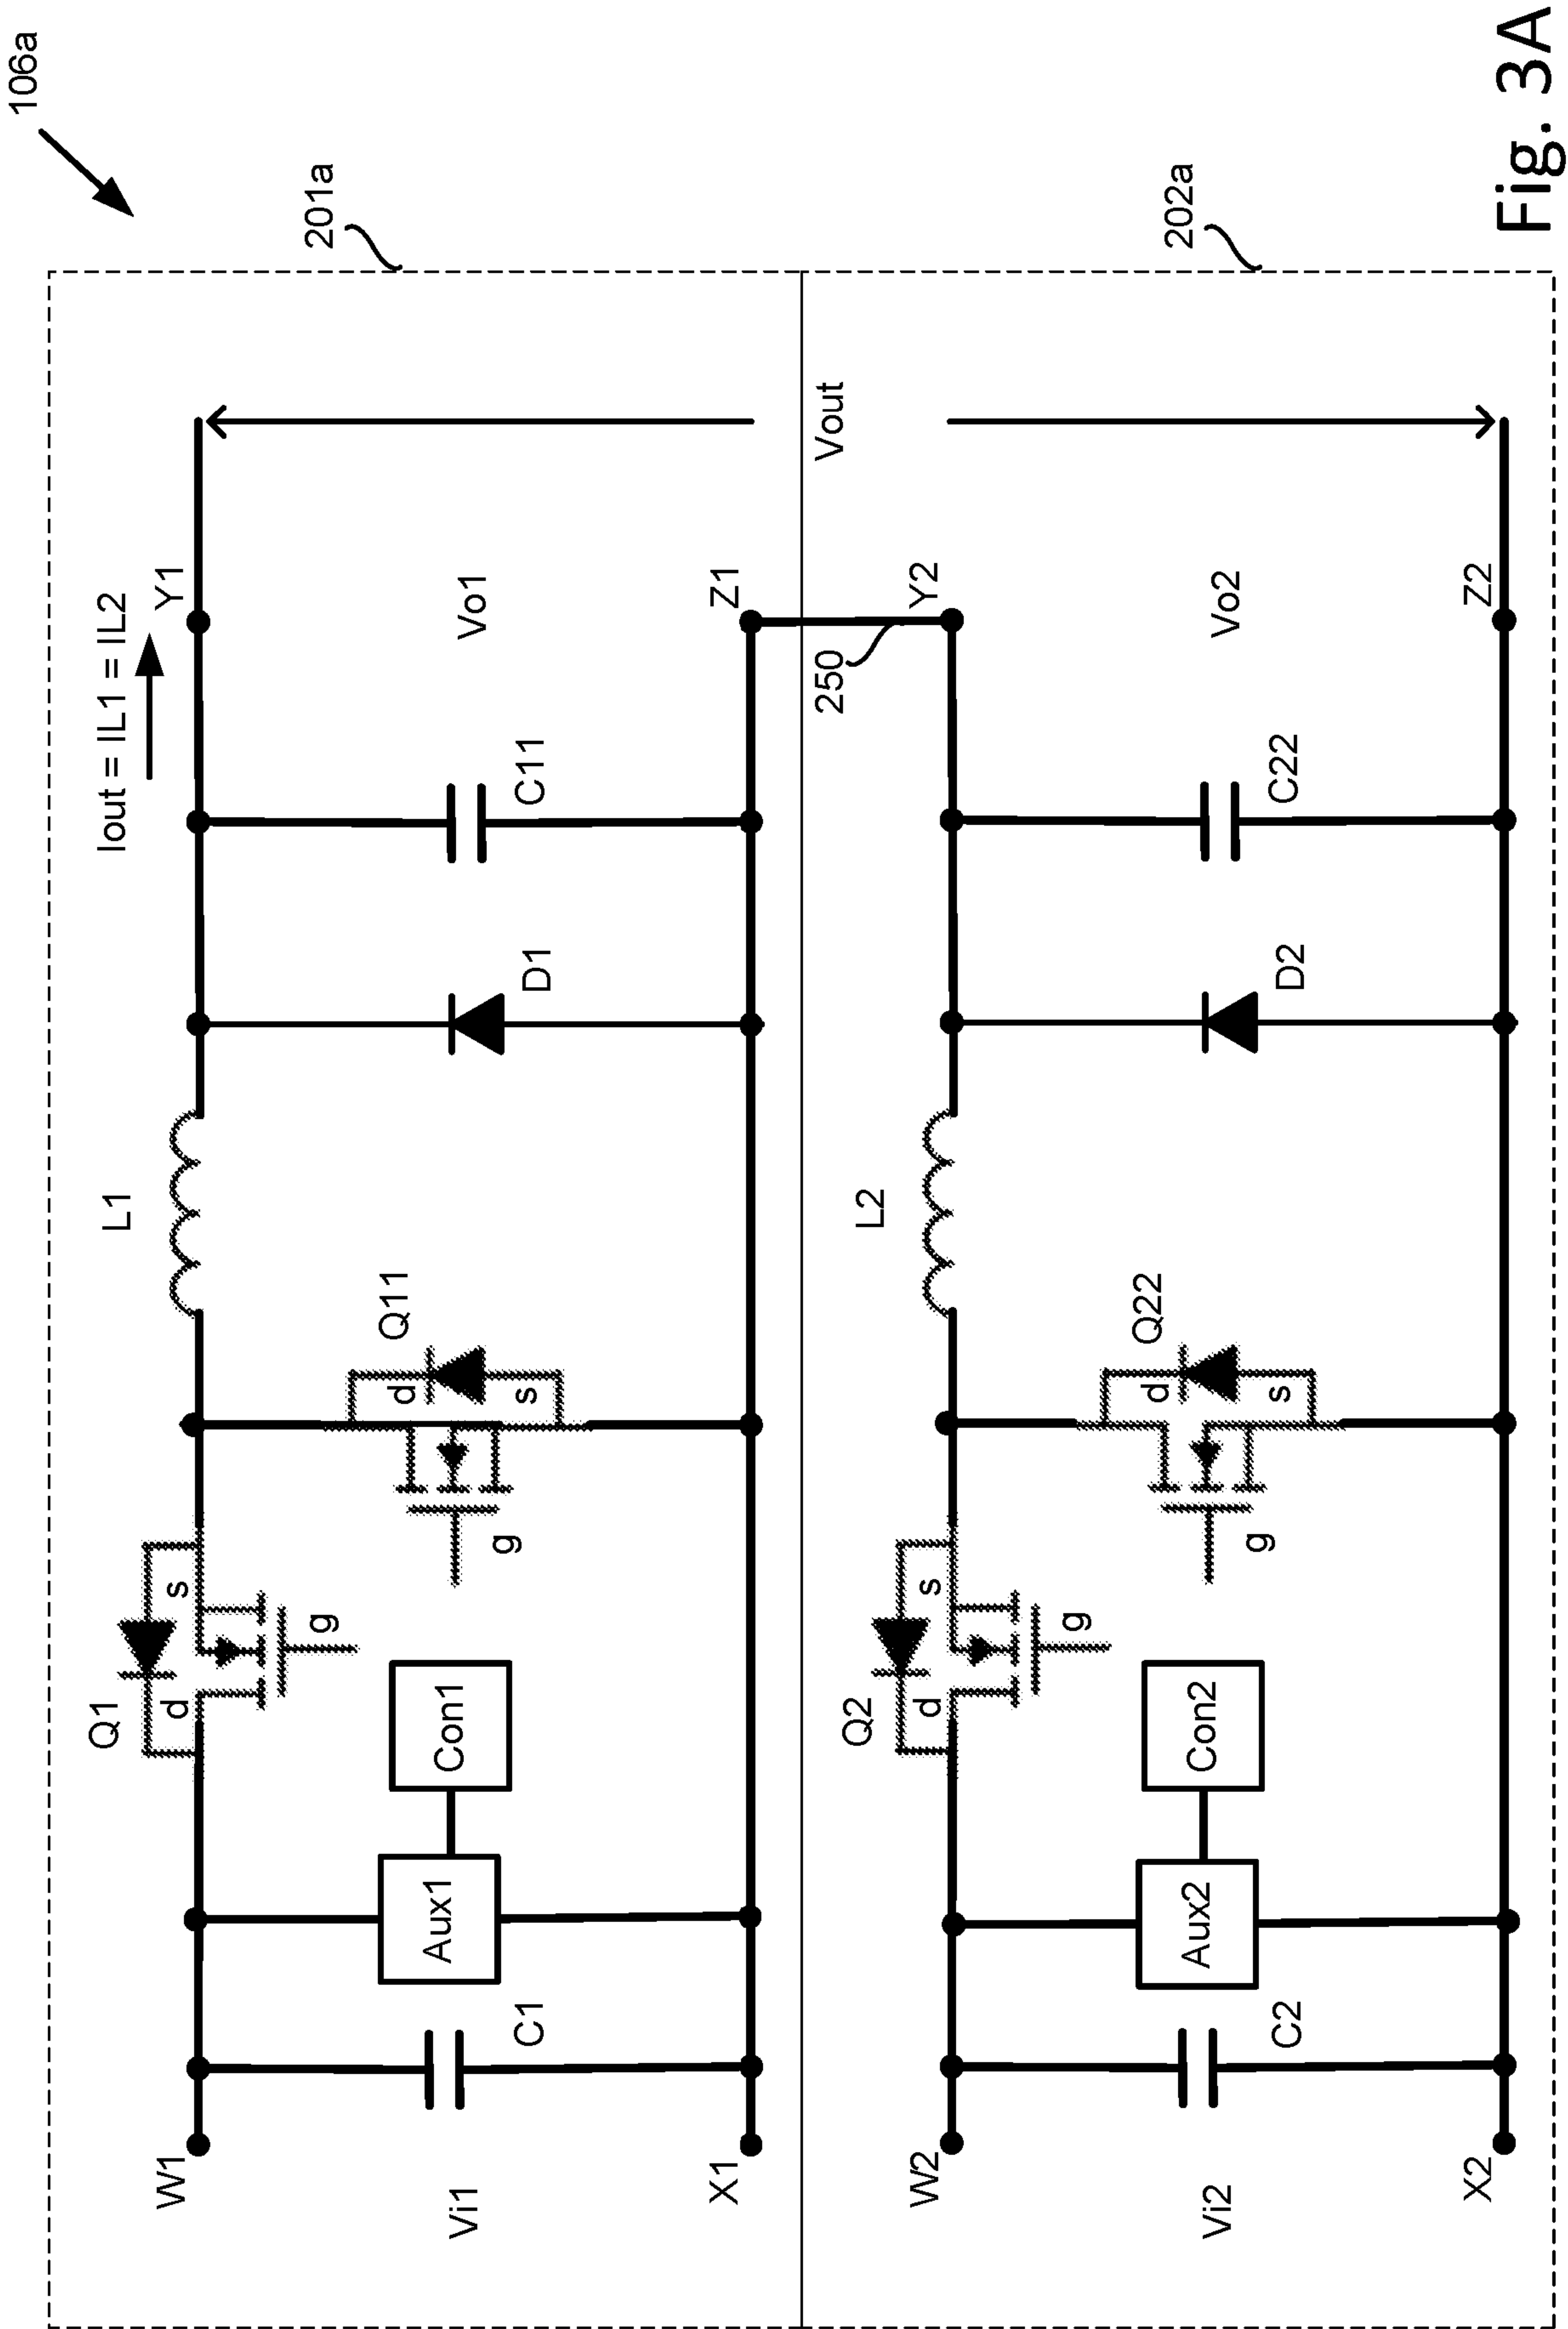 106a
201a
Iout = IL1 = IL2
W1
Q1
d
s
g
L1
Y1
Vi1
C1
Aux1
Con1
Q11
d
s
g
D1
C11
Vo1
X1
Z1
Vout
250
202a
W2
Q2
d
s
g
L2
Y2
Vi2
C2
Aux2
Con2
Q22
d
s
g
D2
C22
Vo2
X2
Z2
Fig. 3A